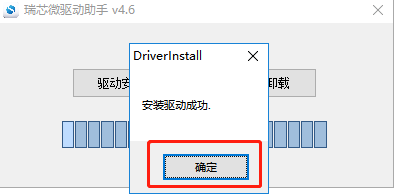 瑞芯微驱动助手 v4.6
DriverInstall
驱动安
卸载
安装驱动成功.
确定